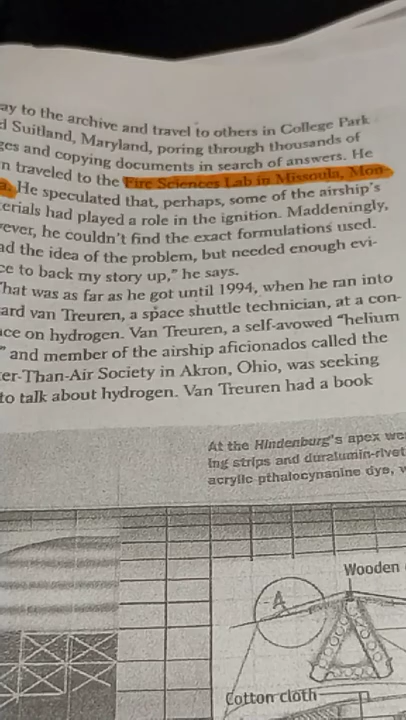 ay to the archive and travel to others in College Park
d Suitland, Maryland, poring through thousands of
ges and copying documents in search of answers. He
n traveled to the Fire Sciences Lab in Missoula, Mon-
a. He speculated that, perhaps, some of the airship's
erials had played a role in the ignition. Maddeningly,
ever, he couldn't find the exact formulations used.
ad the idea of the problem, but needed enough evi-
ce to back my story up," he says.
hat was as far as he got until 1994, when he ran into
ard van Treuren, a space shuttle technician, at a con-
nce on hydrogen. Van Treuren, a self-avowed "helium
" and member of the airship aficionados called the
er-Than-Air Society in Akron, Ohio, was seeking
to talk about hydrogen. Van Treuren had a book
At the Hindenburg's apex we
ing strips and duralumin-rivet
acrylic pthalocynanine dye, w
Wooden
A
Cotton cloth